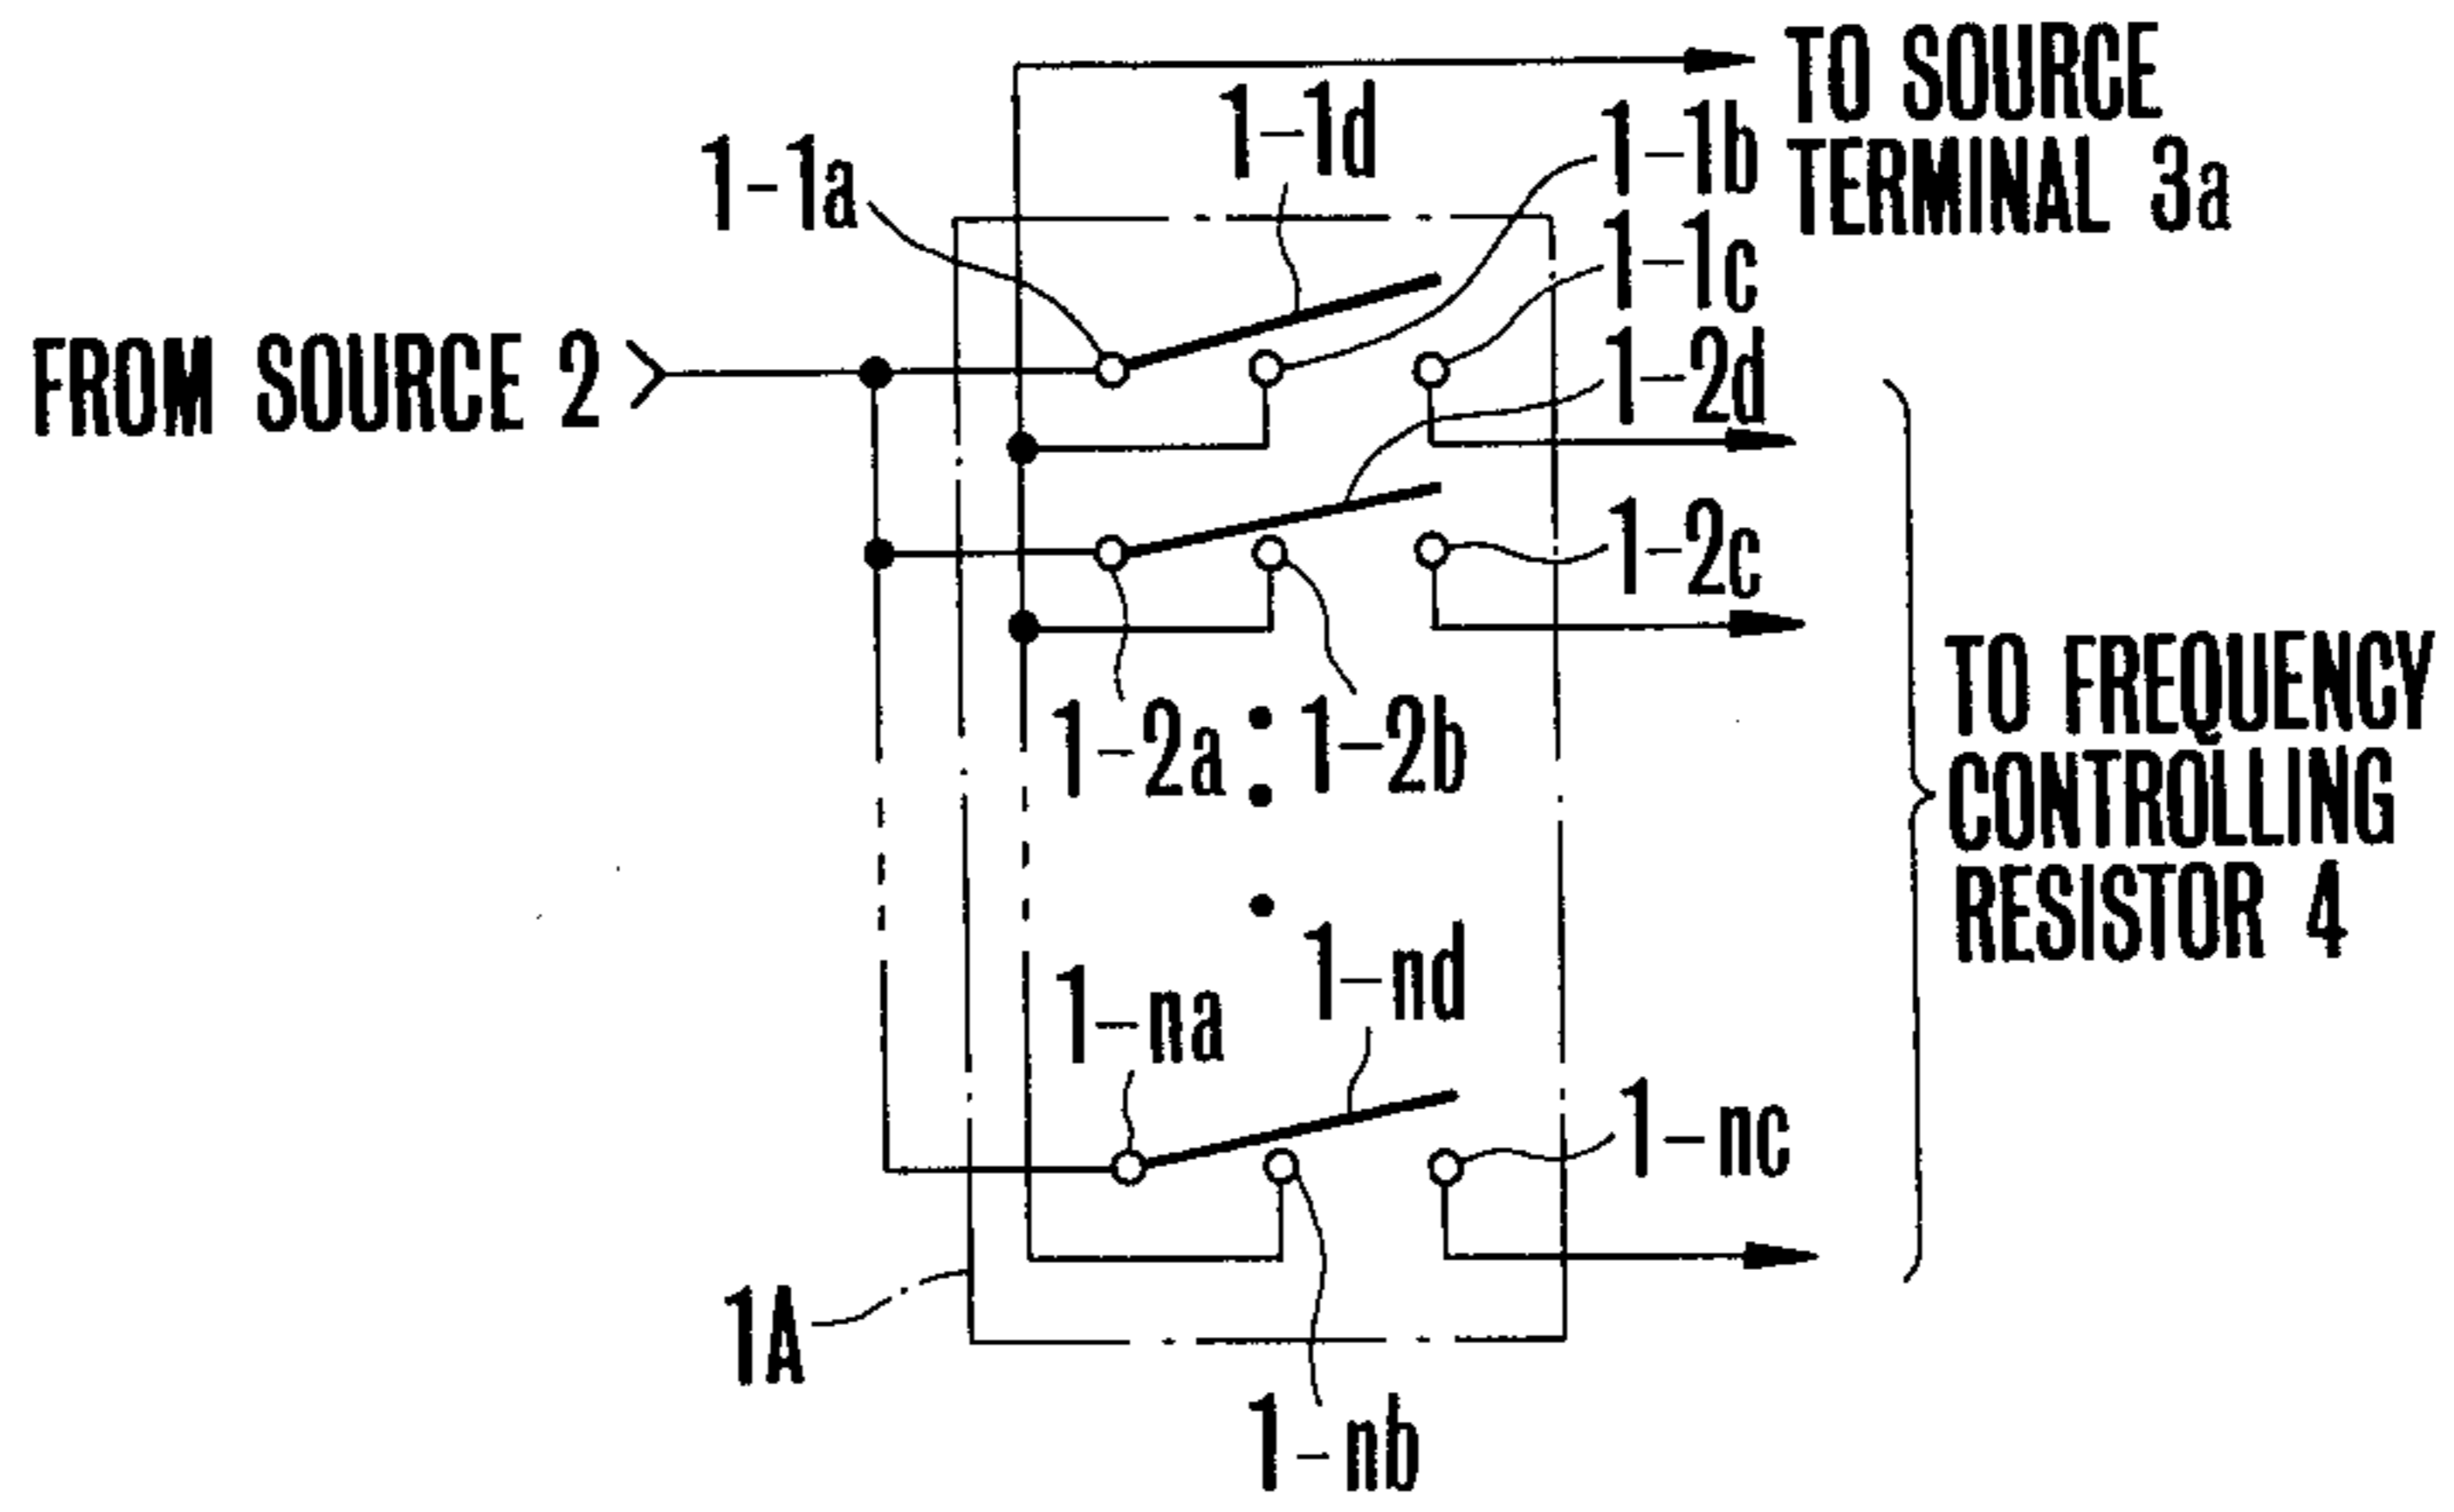 TO SOURCE
TERMINAL 3a
1-1d
1-1b
1-1a
1-1c
FROM SOURCE 2
1-2d
1-2c
TO FREQUENCY
CONTROLLING
RESISTOR 4
1-2a
1-2b
1-nd
1-na
1-nc
1A
1-nb